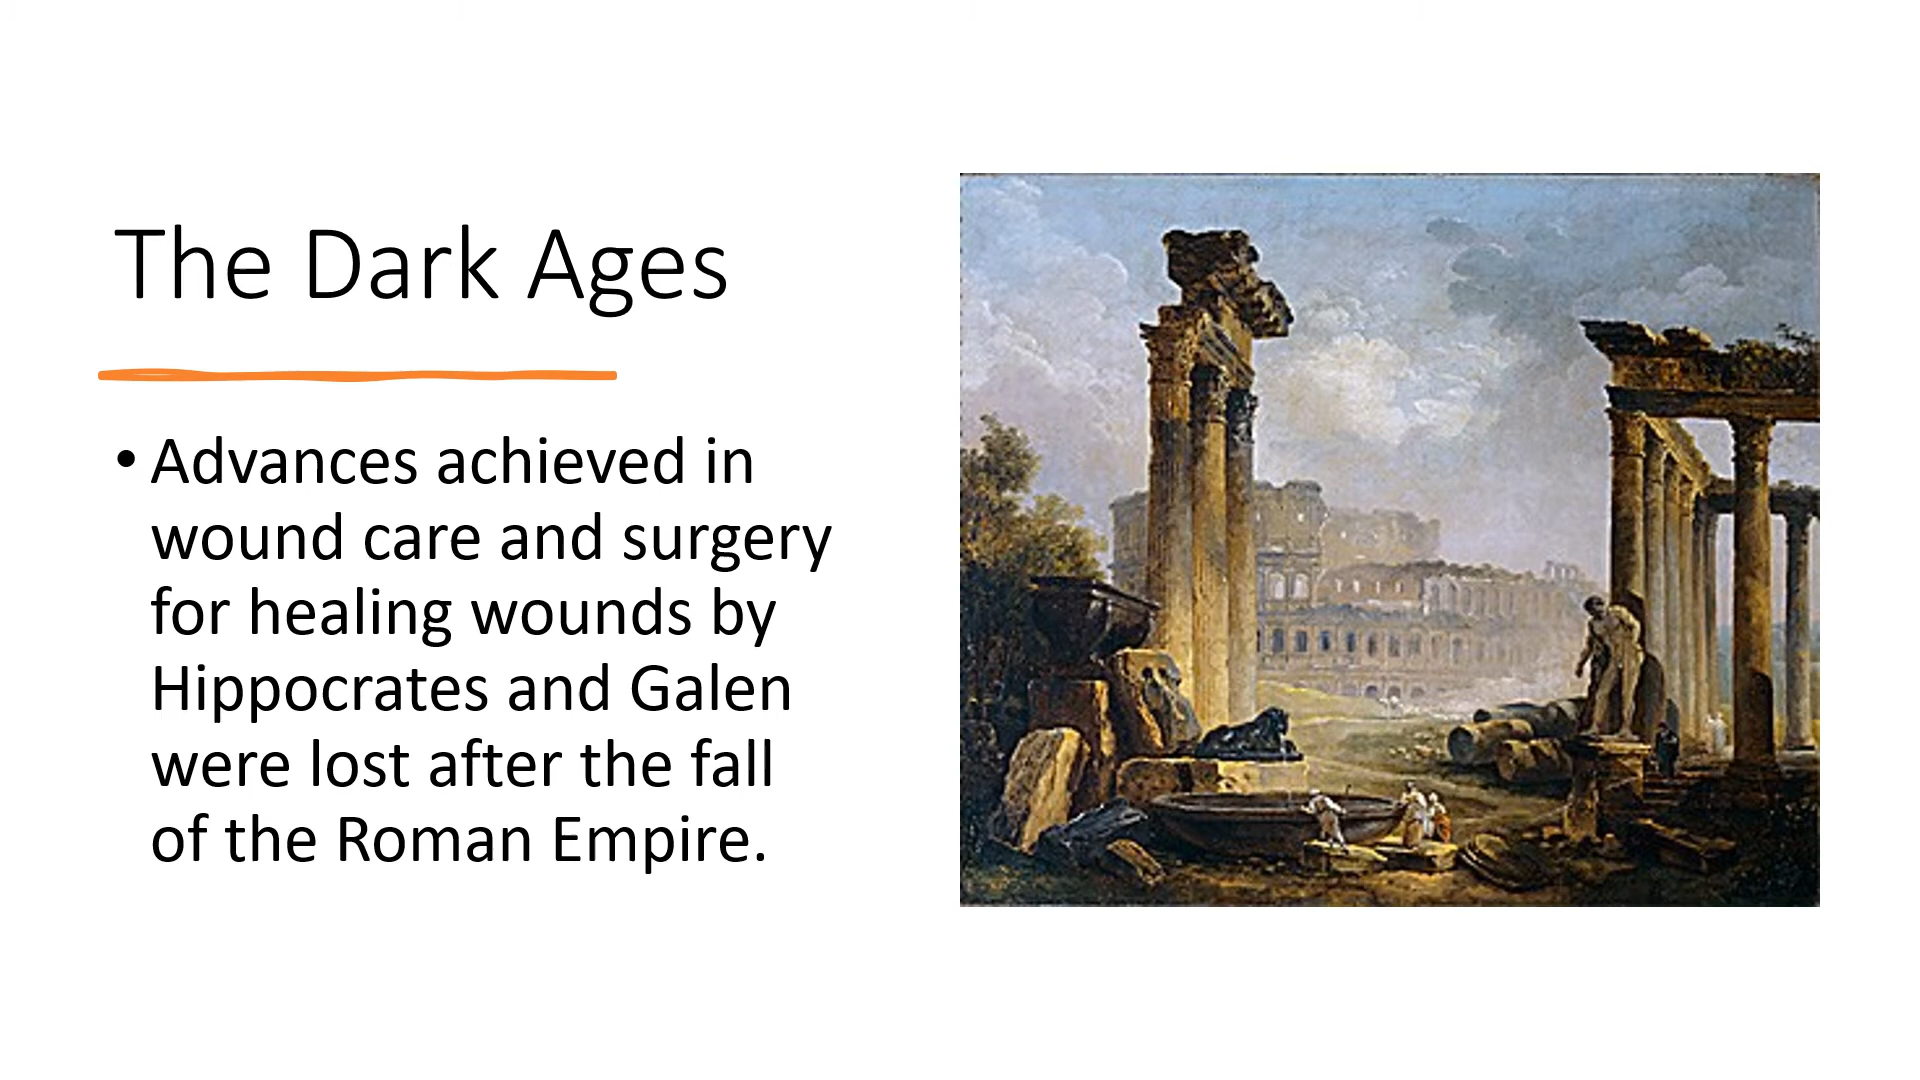 The Dark Ages
• Advances achieved in
wound care and surgery
for healing wounds by
Hippocrates and Galen
were lost after the fall
of the Roman Empire.